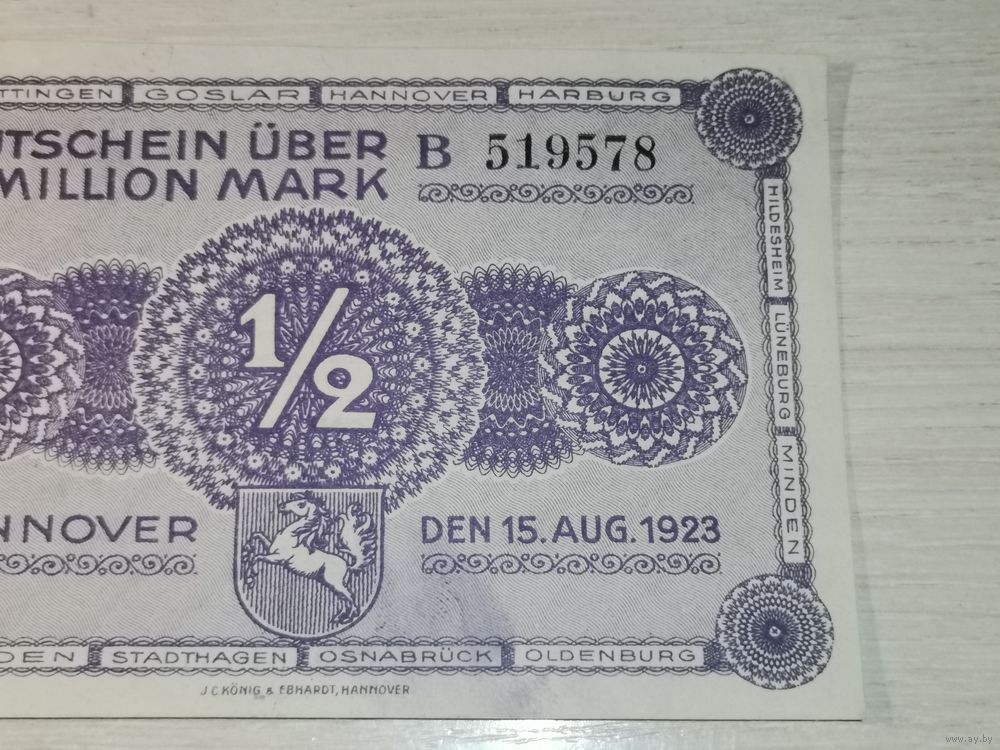 TTINGEN GOSLAR HANNOVER HARBURG
UTSCHEIN ÜBER B 519578
MILLION MARK
HILDESHEIM
LÜNEBURG
MINDEN
1/2
NNOVER DEN 15. AUG. 1923
DEN STADTHAGEN OSNABRÜCK OLDENBURG
J.C.KÖNIG & EBHARDT, HANNOVER
www.ay.by